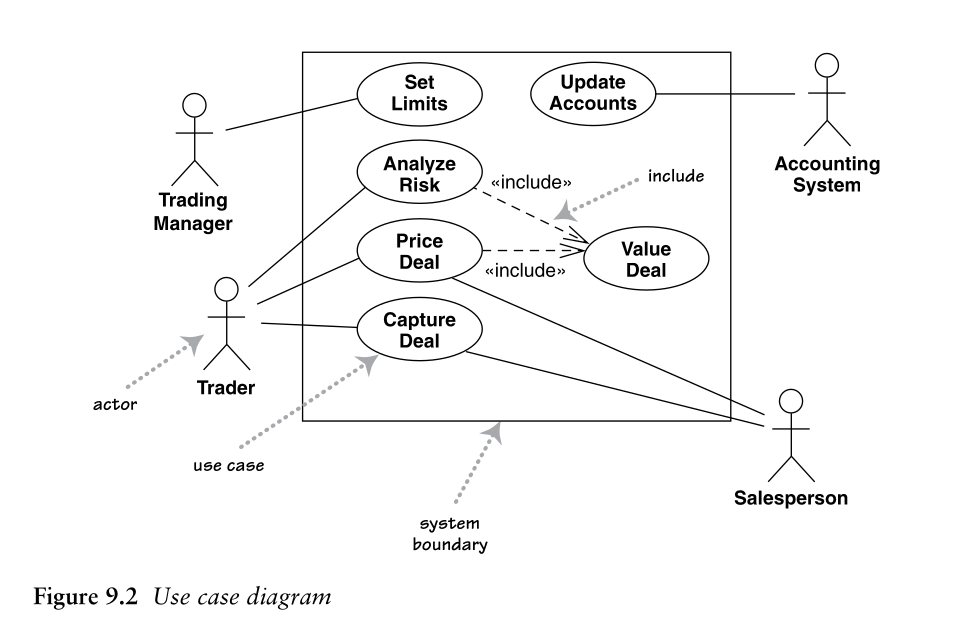 Set
Limits
Update
Accounts
Trading
Manager
Accounting
System
Analyze
Risk
«include»
include
Price
Deal
«include»
Value
Deal
Capture
Deal
Trader
actor
use case
system
boundary
Salesperson
Figure 9.2 Use case diagram